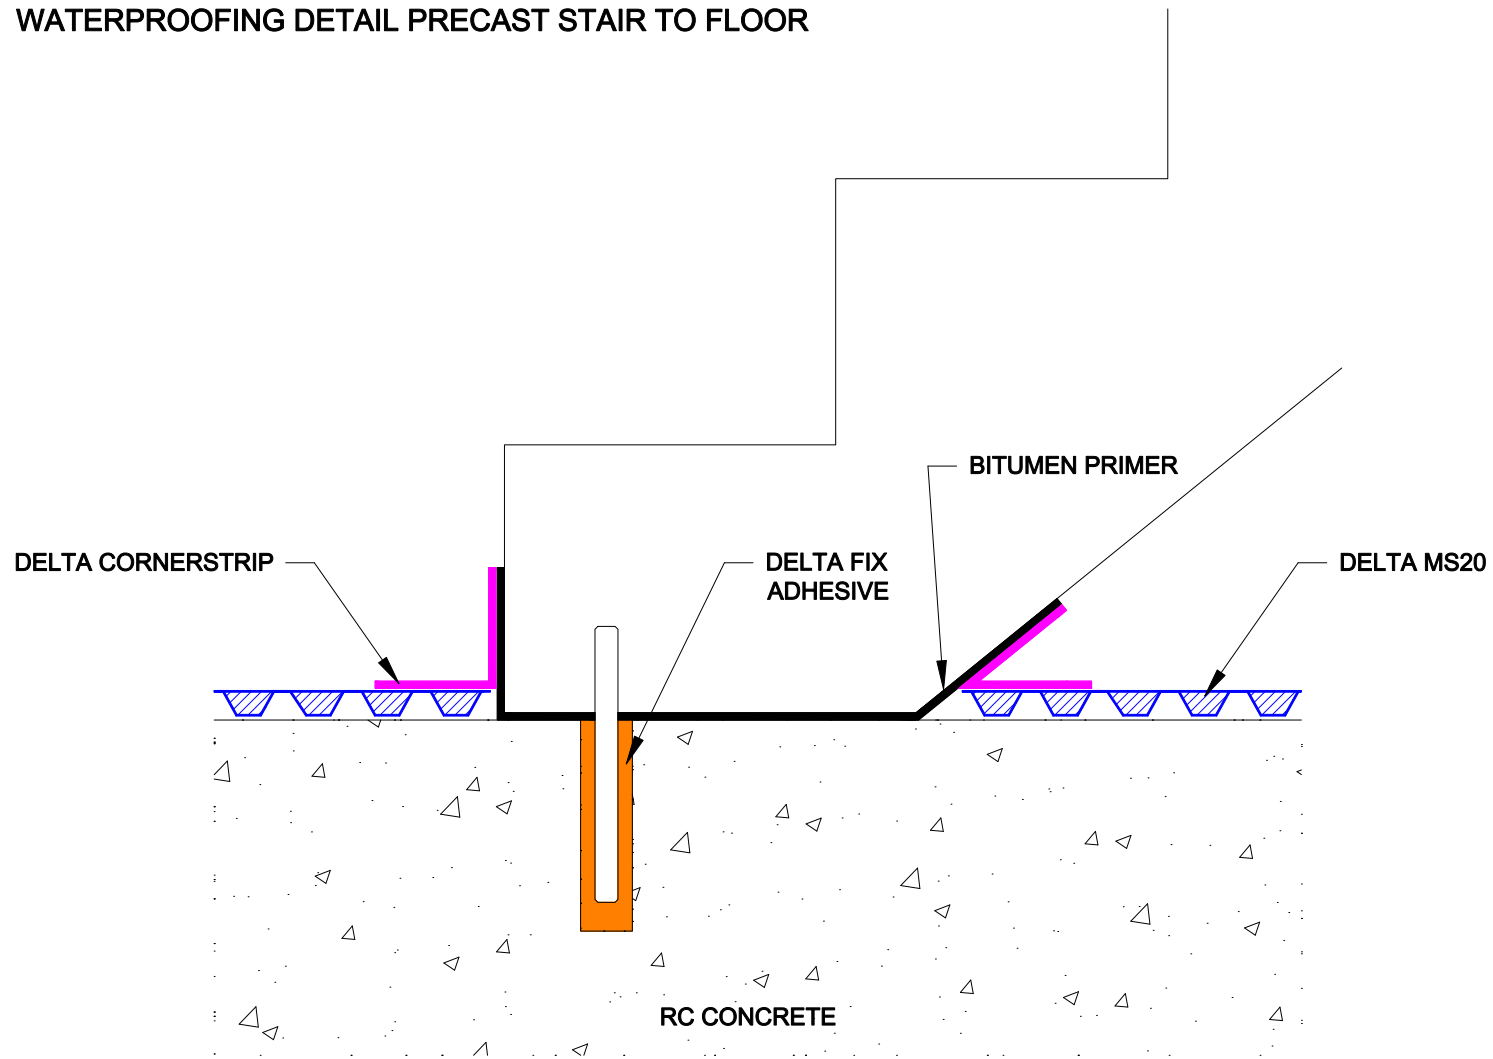 WATERPROOFING DETAIL PRECAST STAIR TO FLOOR
BITUMEN PRIMER
DELTA CORNERSTRIP
DELTA FIX
ADHESIVE
DELTA MS20
RC CONCRETE